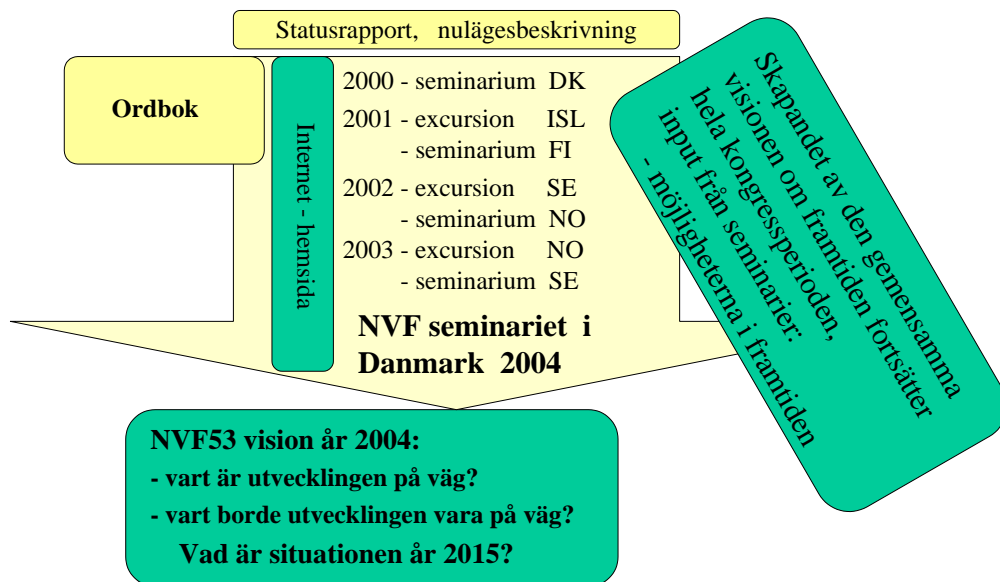 Statusrapport, nulägesbeskrivning
Ordbok
Internet - hemsida
2000 - seminarium DK
2001 - excursion ISL
- seminarium FI
2002 - excursion SE
- seminarium NO
2003 - excursion NO
- seminarium SE
NVF seminariet i
Danmark 2004
Skapandet av den gemensamma
visionen om framtiden fortsätter
hela kongressperioden,
input från seminarier:
- möjligheterna i framtiden
NVF53 vision år 2004:
- vart är utvecklingen på väg?
- vart borde utvecklingen vara på väg?
Vad är situationen år 2015?